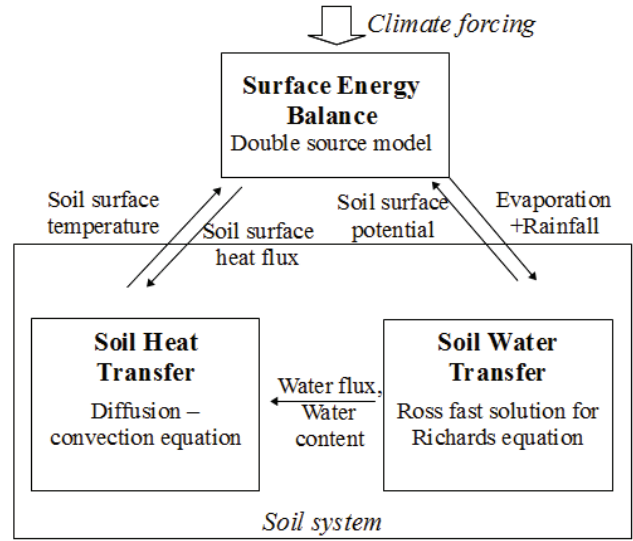 Climate forcing
Surface Energy
Balance
Double source model
Soil surface
temperature
Soil surface
heat flux
Soil surface
potential
Evaporation
+Rainfall
Soil Heat
Transfer
Diffusion –
convection equation
Water flux,
Water
content
Soil Water
Transfer
Ross fast solution for
Richards equation
Soil system